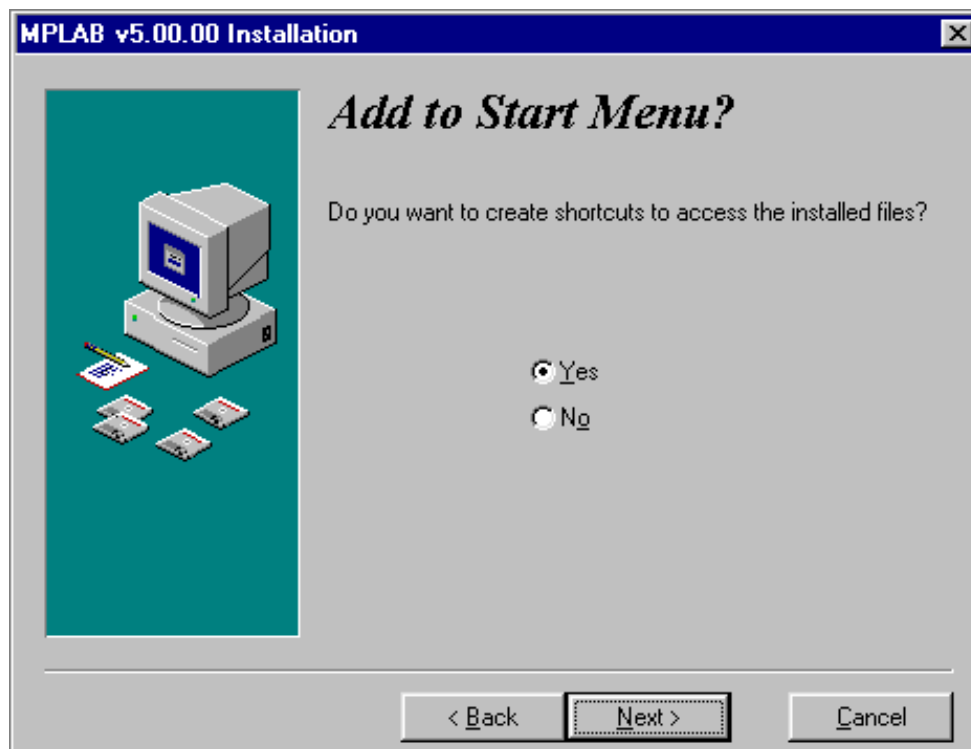 MPLAB v5.00.00 Installation
Add to Start Menu?
Do you want to create shortcuts to access the installed files?
Yes
No
< Back
Next >
Cancel